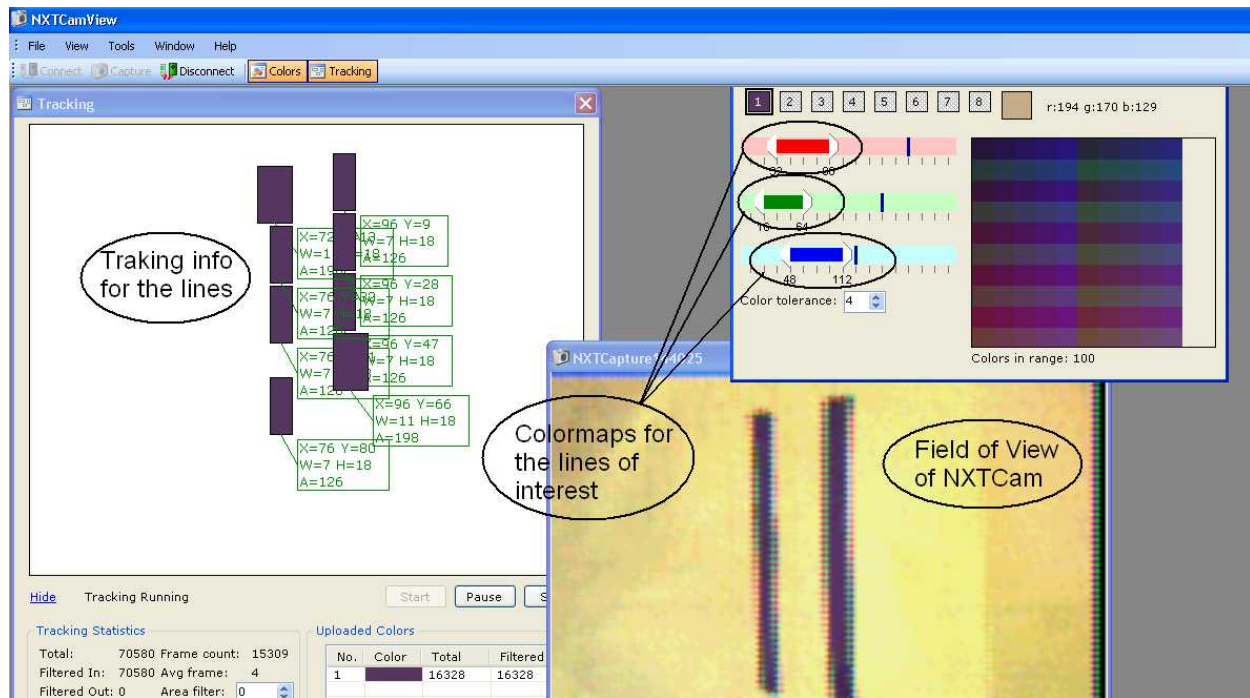 NXTCamView
File View Tools Window Help
Connect Capture Disconnect Colors Tracking
Tracking
X=96 Y=9
W=7 H=18
A=126
X=96 Y=28
W=7 H=18
A=126
X=96 Y=47
W=7 H=18
A=126
X=96 Y=66
W=11 H=18
A=198
X=76 Y=80
W=7 H=18
A=126
Traking info
for the lines
Hide Tracking Running Start Pause
Tracking Statistics
Total: 70580 Frame count: 15309
Filtered In: 70580 Avg frame: 4
Filtered Out: 0 Area filter: 0
Uploaded Colors
No. Color Total Filtered
1 16328 16328
1 2 3 4 5 6 7 8 r:194 g:170 b:129
64
48 112
Color tolerance: 4
Colors in range: 100
Colormaps for
the lines of
interest
Field of View
of NXTCam